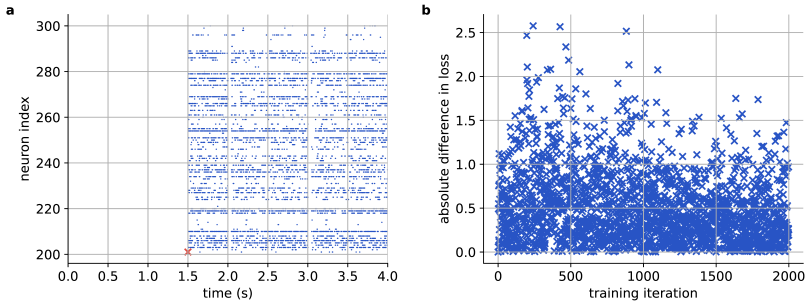 a
neuron index
300
280
260
240
220
200
0.0 0.5 1.0 1.5 2.0 2.5 3.0 3.5 4.0
time (s)
b
absolute difference in loss
2.5
2.0
1.5
1.0
0.5
0.0
0 500 1000 1500 2000
training iteration